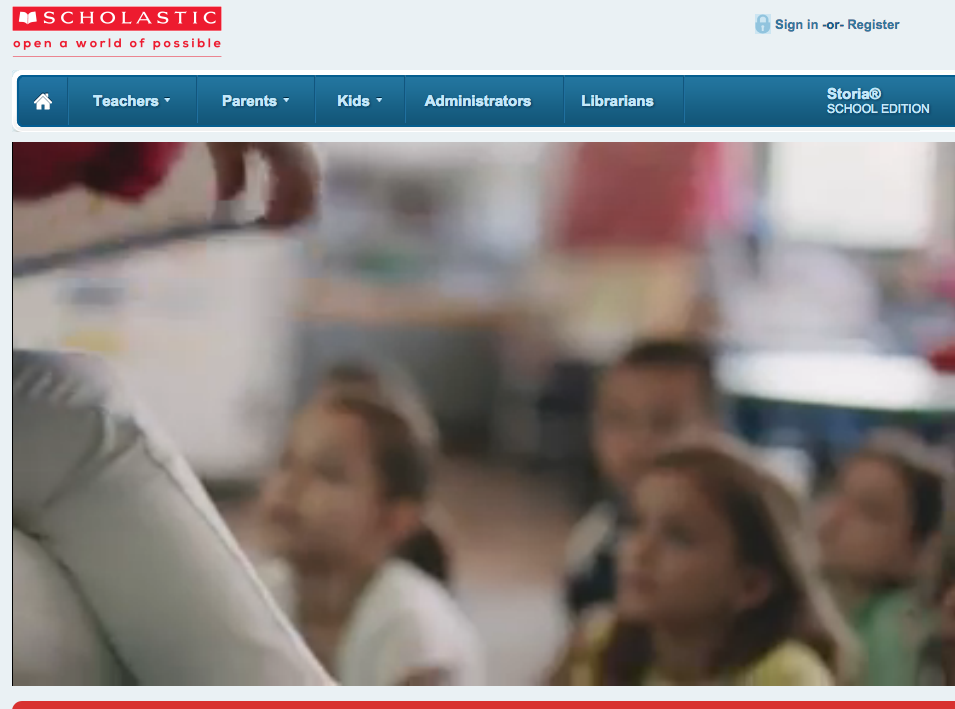 SCHOLASTIC
open a world of possible
Sign in -or- Register
Teachers
Parents
Kids
Administrators
Librarians
Storia®
SCHOOL EDITION